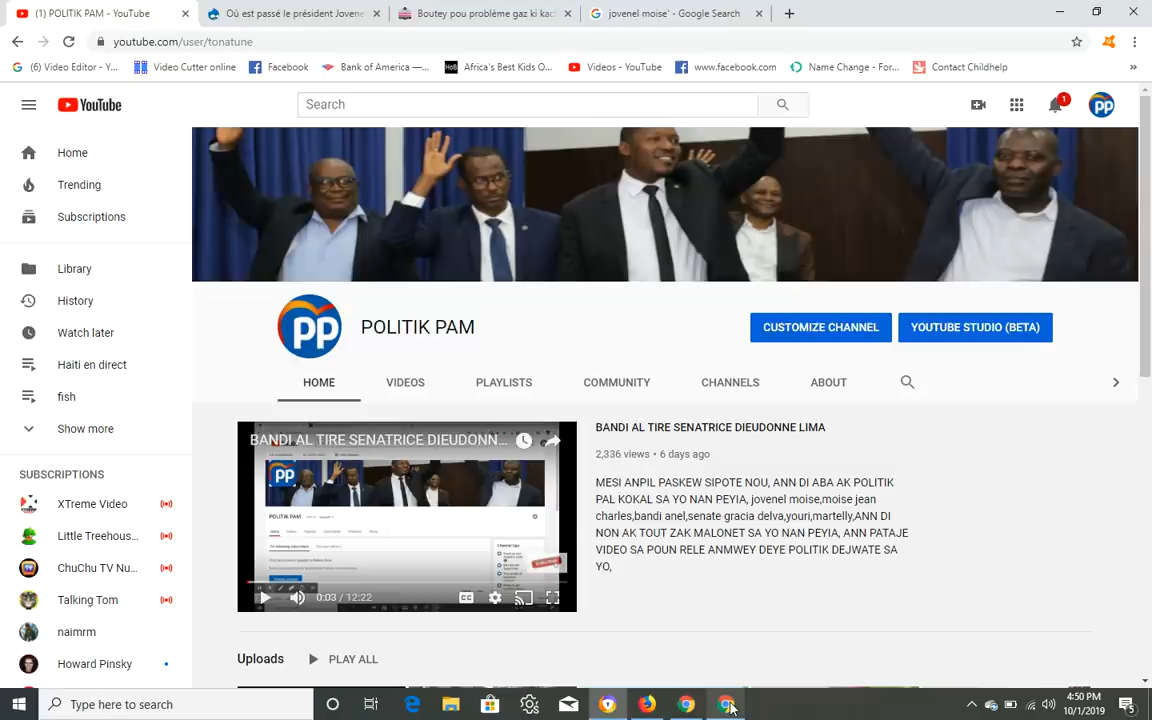 (1) POLITIK PAM - YouTube
Où est passé le président Jovene
Boutey pou problème gaz ki kac
jovenel moise` - Google Search
youtube.com/user/tonatune
(6) Video Editor - Y...
Video Cutter online
Facebook
Bank of America —...
HoB
Africa's Best Kids O...
Videos - YouTube
www.facebook.com
Name Change - For...
Contact Childhelp
YouTube
Search
1
pp
Home
Trending
Subscriptions
Library
History
Watch later
Haiti en direct
fish
Show more
SUBSCRIPTIONS
XTreme Video
Little Treehous...
ChuChu TV Nu...
Talking Tom
naimrm
Howard Pinsky
pp
POLITIK PAM
CUSTOMIZE CHANNEL
YOUTUBE STUDIO (BETA)
HOME
VIDEOS
PLAYLISTS
COMMUNITY
CHANNELS
ABOUT
BANDI AL TIRE SENATRICE DIEUDONN...
pp
POLITIK PAM
0:03 / 12:22
CC
BANDI AL TIRE SENATRICE DIEUDONNE LIMA
2,336 views • 6 days ago
MESI ANPIL PASKEW SIPOTE NOU, ANN DI ABA AK POLITIK
PAL KOKAL SA YO NAN PEYIA, jovenel moise,moise jean
charles,bandi anel,senate gracia delva,youri,martelly,ANN DI
NON AK TOUT ZAK MALONET SA YO NAN PEYIA, ANN PATAJE
VIDEO SA POUN RELE ANMWEY DEYE POLITIK DEJWATE SA
YO,
Uploads
PLAY ALL
Type here to search
4:50 PM
10/1/2019
5